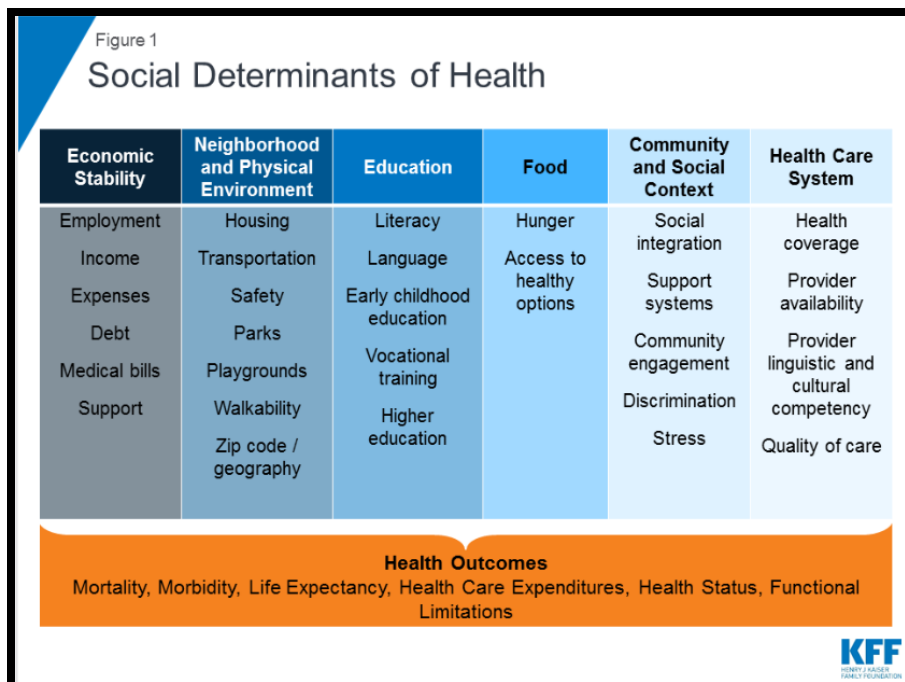 Figure 1
Social Determinants of Health
Economic
Stability
Neighborhood
and Physical
Environment
Education
Food
Community
and Social
Context
Health Care
System
Employment
Income
Expenses
Debt
Medical bills
Support
Housing
Transportation
Safety
Parks
Playgrounds
Walkability
Zip code /
geography
Literacy
Language
Early childhood
education
Vocational
training
Higher
education
Hunger
Access to
healthy
options
Social
integration
Support
systems
Community
engagement
Discrimination
Stress
Health
coverage
Provider
availability
Provider
linguistic and
cultural
competency
Quality of care
Health Outcomes
Mortality, Morbidity, Life Expectancy, Health Care Expenditures, Health Status, Functional
Limitations
KFF
HENRY J KAISER
FAMILY FOUNDATION